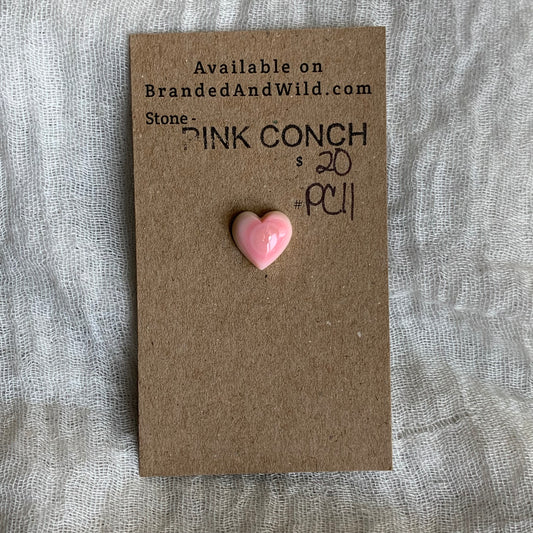 Available on
BrandedAndWild.com
Stone -
PINK CONCH
$ 20
#PC11